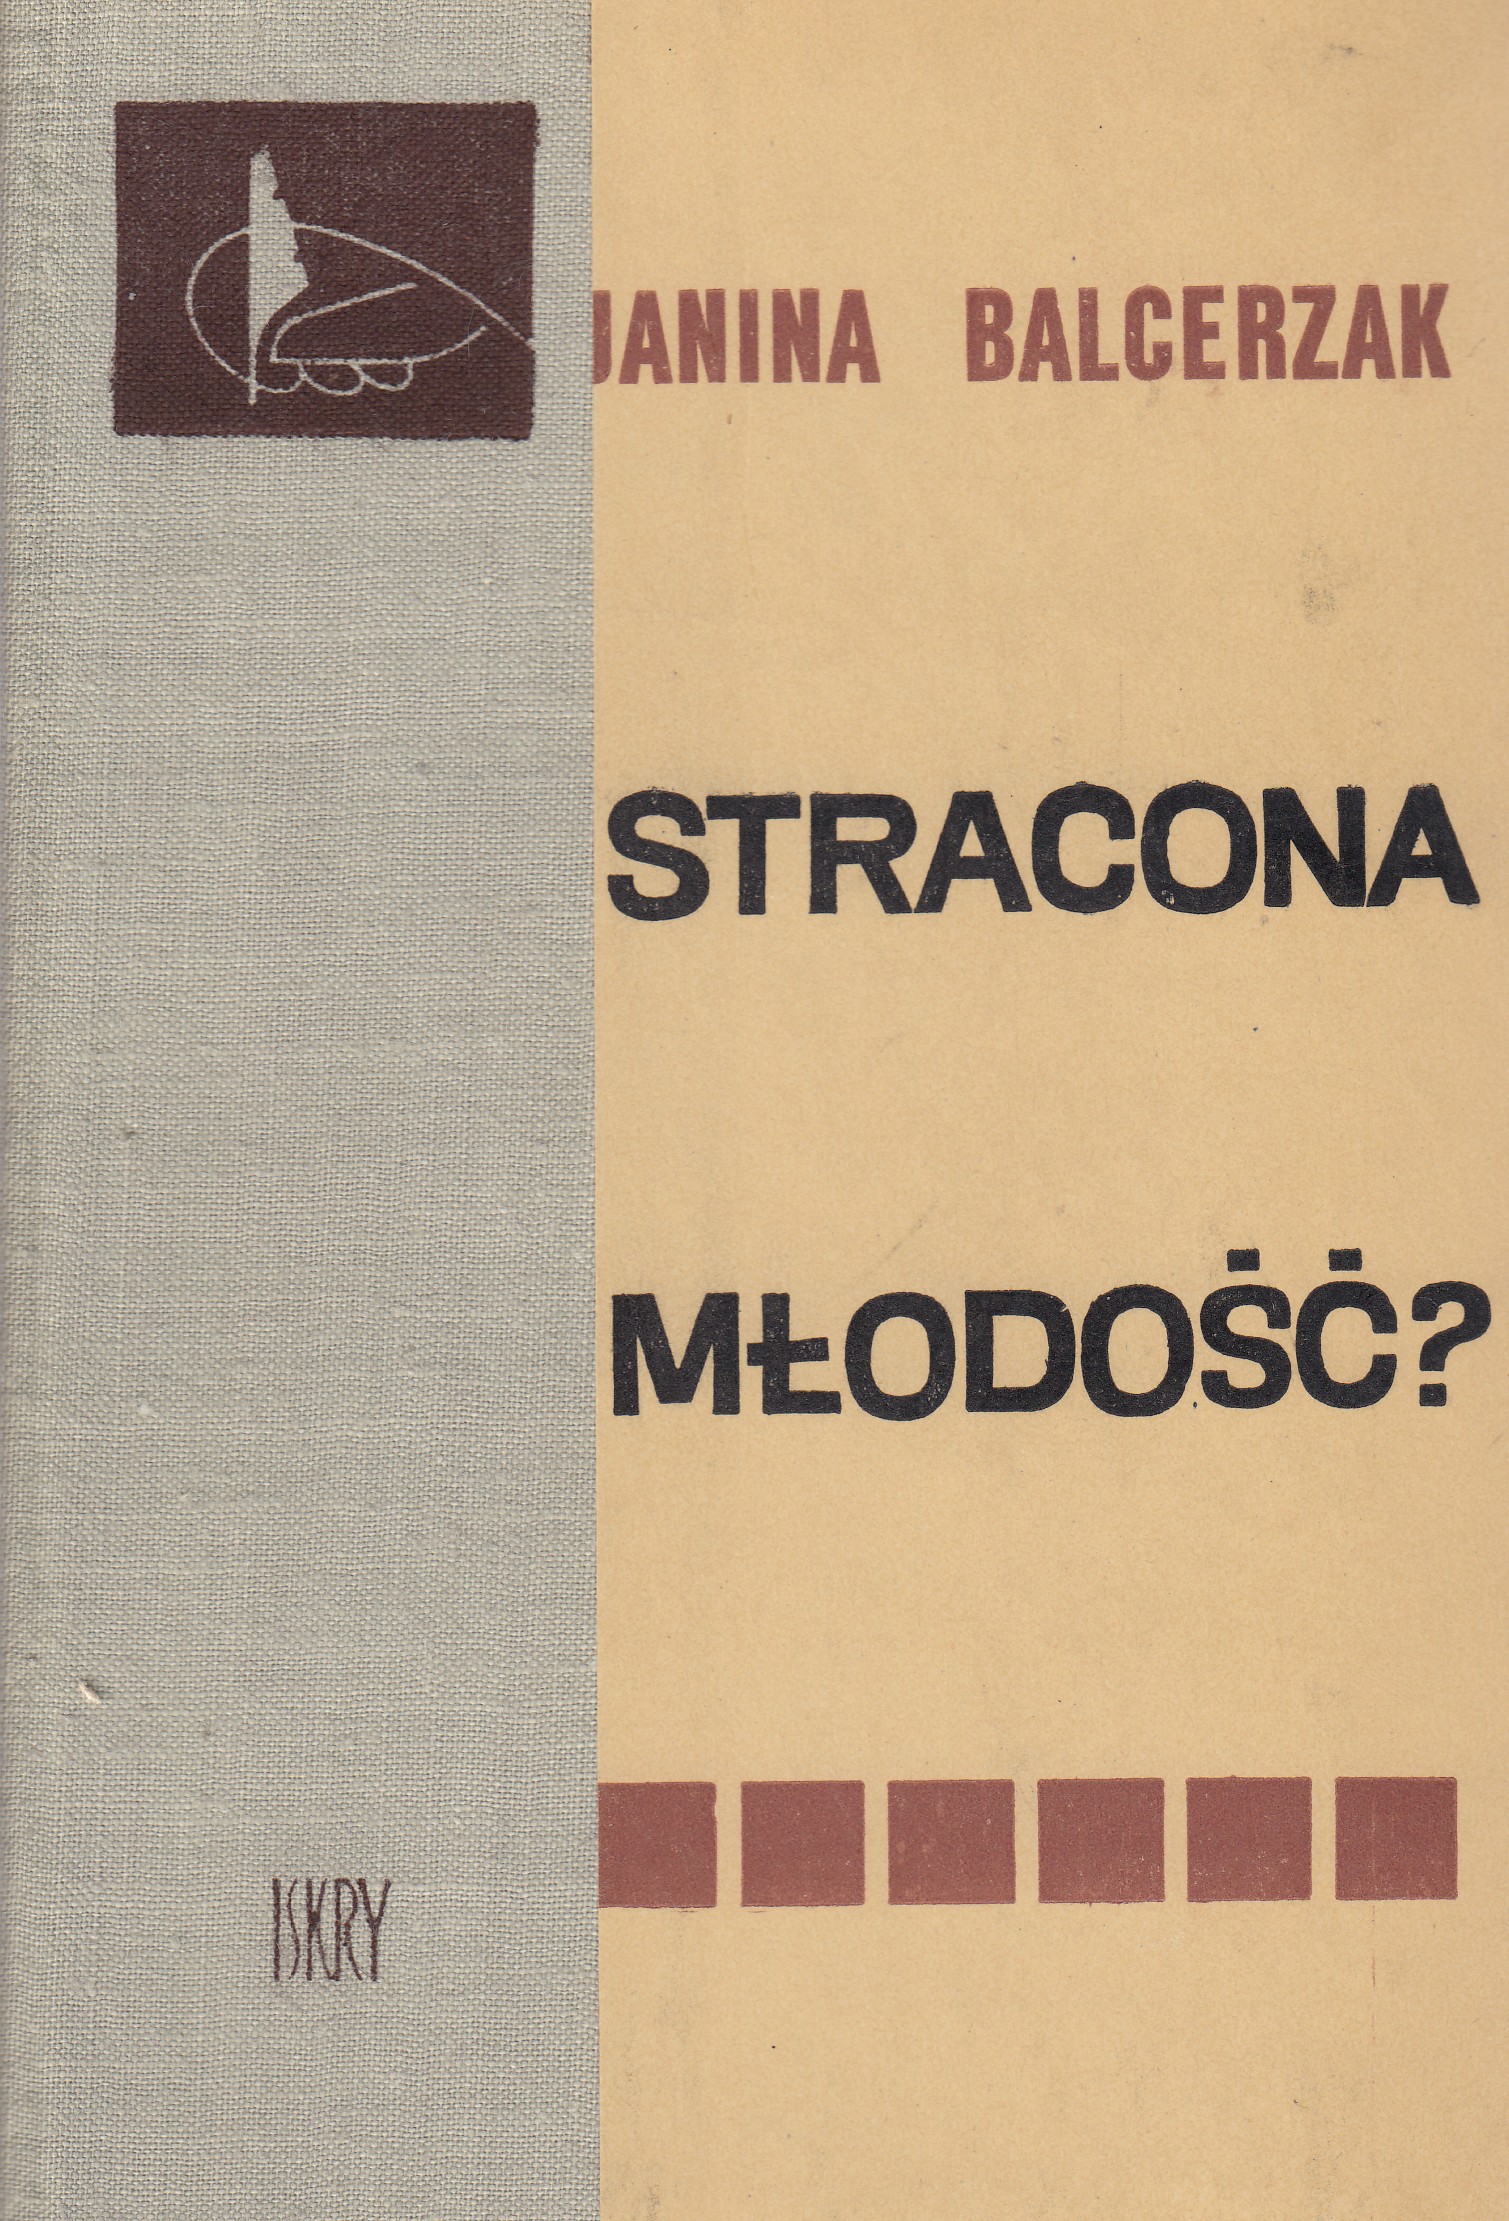 JANINA BALCERZAK
STRACONA
MŁODOŚĆ?
ISKRY